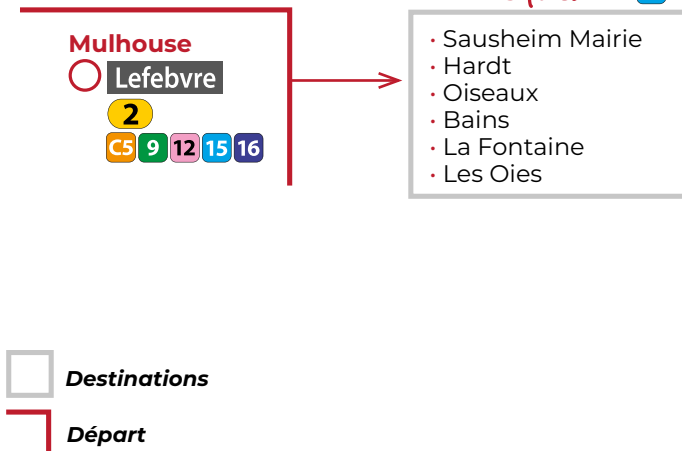 Mulhouse
Lefebvre
2
C5 9 12 15 16
· Sausheim Mairie
· Hardt
· Oiseaux
· Bains
· La Fontaine
· Les Oies
Destinations
Départ